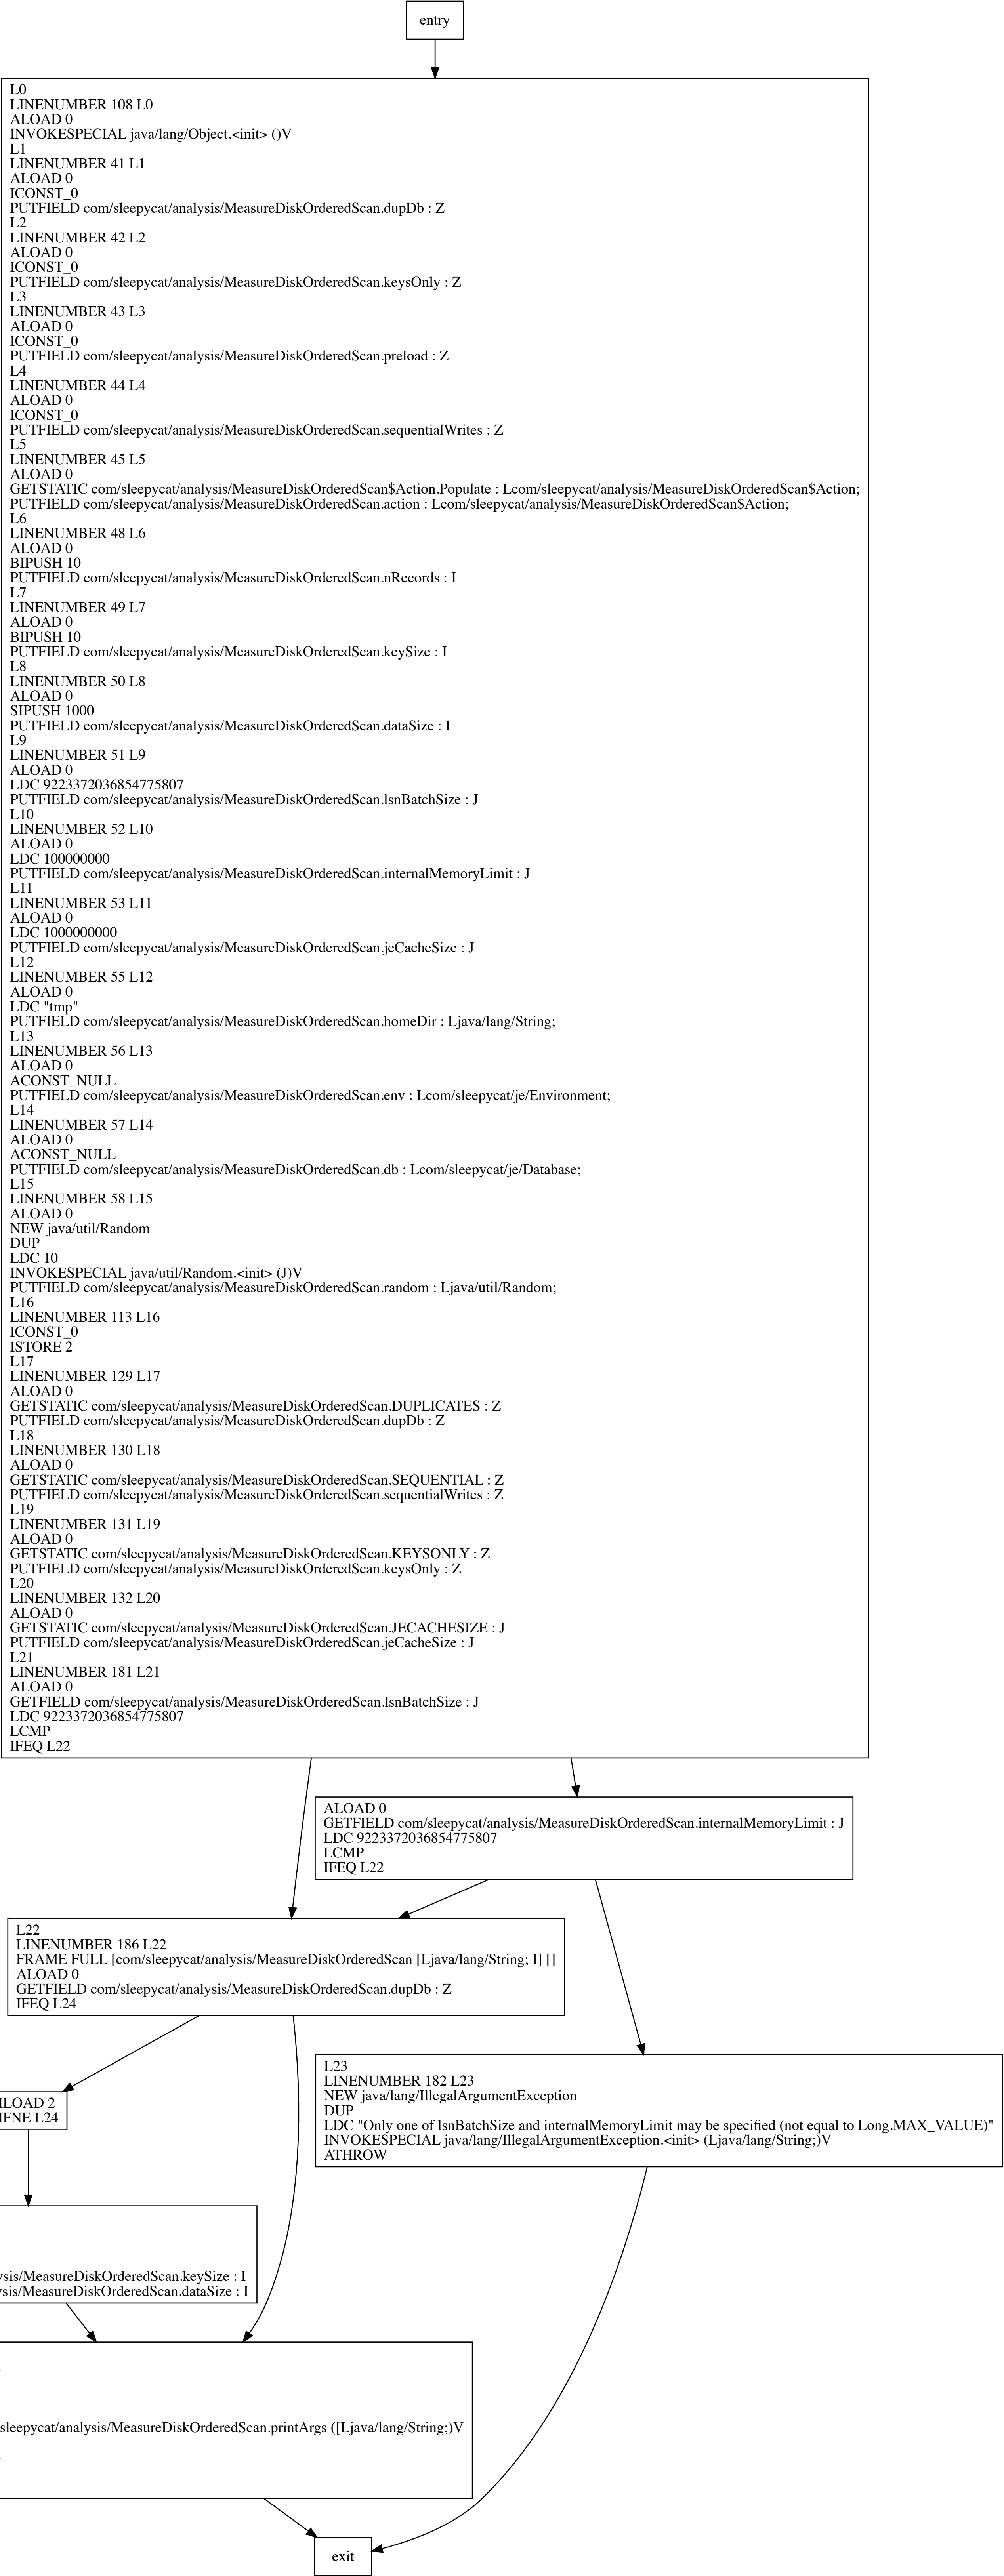 entry
L0
LINENUMBER 108 L0
ALOAD 0
INVOKESPECIAL java/lang/Object.<init> ()V
L1
LINENUMBER 41 L1
ALOAD 0
ICONST_0
PUTFIELD com/sleepycat/analysis/MeasureDiskOrderedScan.dupDb : Z
L2
LINENUMBER 42 L2
ALOAD 0
ICONST_0
PUTFIELD com/sleepycat/analysis/MeasureDiskOrderedScan.keysOnly : Z
L3
LINENUMBER 43 L3
ALOAD 0
ICONST_0
PUTFIELD com/sleepycat/analysis/MeasureDiskOrderedScan.preload : Z
L4
LINENUMBER 44 L4
ALOAD 0
ICONST_0
PUTFIELD com/sleepycat/analysis/MeasureDiskOrderedScan.sequentialWrites : Z
L5
LINENUMBER 45 L5
ALOAD 0
GETSTATIC com/sleepycat/analysis/MeasureDiskOrderedScan$Action.Populate : Lcom/sleepycat/analysis/MeasureDiskOrderedScan$Action;
PUTFIELD com/sleepycat/analysis/MeasureDiskOrderedScan.action : Lcom/sleepycat/analysis/MeasureDiskOrderedScan$Action;
L6
LINENUMBER 48 L6
ALOAD 0
BIPUSH 10
PUTFIELD com/sleepycat/analysis/MeasureDiskOrderedScan.nRecords : I
L7
LINENUMBER 49 L7
ALOAD 0
BIPUSH 10
PUTFIELD com/sleepycat/analysis/MeasureDiskOrderedScan.keySize : I
L8
LINENUMBER 50 L8
ALOAD 0
SIPUSH 1000
PUTFIELD com/sleepycat/analysis/MeasureDiskOrderedScan.dataSize : I
L9
LINENUMBER 51 L9
ALOAD 0
LDC 9223372036854775807
PUTFIELD com/sleepycat/analysis/MeasureDiskOrderedScan.lsnBatchSize : J
L10
LINENUMBER 52 L10
ALOAD 0
LDC 100000000
PUTFIELD com/sleepycat/analysis/MeasureDiskOrderedScan.internalMemoryLimit : J
L11
LINENUMBER 53 L11
ALOAD 0
LDC 1000000000
PUTFIELD com/sleepycat/analysis/MeasureDiskOrderedScan.jeCacheSize : J
L12
LINENUMBER 55 L12
ALOAD 0
LDC "tmp"
PUTFIELD com/sleepycat/analysis/MeasureDiskOrderedScan.homeDir : Ljava/lang/String;
L13
LINENUMBER 56 L13
ALOAD 0
ACONST_NULL
PUTFIELD com/sleepycat/analysis/MeasureDiskOrderedScan.env : Lcom/sleepycat/je/Environment;
L14
LINENUMBER 57 L14
ALOAD 0
ACONST_NULL
PUTFIELD com/sleepycat/analysis/MeasureDiskOrderedScan.db : Lcom/sleepycat/je/Database;
L15
LINENUMBER 58 L15
ALOAD 0
NEW java/util/Random
DUP
LDC 10
INVOKESPECIAL java/util/Random.<init> (J)V
PUTFIELD com/sleepycat/analysis/MeasureDiskOrderedScan.random : Ljava/util/Random;
L16
LINENUMBER 113 L16
ICONST_0
ISTORE 2
L17
LINENUMBER 129 L17
ALOAD 0
GETSTATIC com/sleepycat/analysis/MeasureDiskOrderedScan.DUPLICATES : Z
PUTFIELD com/sleepycat/analysis/MeasureDiskOrderedScan.dupDb : Z
L18
LINENUMBER 130 L18
ALOAD 0
GETSTATIC com/sleepycat/analysis/MeasureDiskOrderedScan.SEQUENTIAL : Z
PUTFIELD com/sleepycat/analysis/MeasureDiskOrderedScan.sequentialWrites : Z
L19
LINENUMBER 131 L19
ALOAD 0
GETSTATIC com/sleepycat/analysis/MeasureDiskOrderedScan.KEYSONLY : Z
PUTFIELD com/sleepycat/analysis/MeasureDiskOrderedScan.keysOnly : Z
L20
LINENUMBER 132 L20
ALOAD 0
GETSTATIC com/sleepycat/analysis/MeasureDiskOrderedScan.JECACHESIZE : J
PUTFIELD com/sleepycat/analysis/MeasureDiskOrderedScan.jeCacheSize : J
L21
LINENUMBER 181 L21
ALOAD 0
GETFIELD com/sleepycat/analysis/MeasureDiskOrderedScan.lsnBatchSize : J
LDC 9223372036854775807
LCMP
IFEQ L22
ALOAD 0
GETFIELD com/sleepycat/analysis/MeasureDiskOrderedScan.internalMemoryLimit : J
LDC 9223372036854775807
LCMP
IFEQ L22
L22
LINENUMBER 186 L22
FRAME FULL [com/sleepycat/analysis/MeasureDiskOrderedScan [Ljava/lang/String; I] []
ALOAD 0
GETFIELD com/sleepycat/analysis/MeasureDiskOrderedScan.dupDb : Z
IFEQ L24
L23
LINENUMBER 182 L23
NEW java/lang/IllegalArgumentException
DUP
LDC "Only one of lsnBatchSize and internalMemoryLimit may be specified (not equal to Long.MAX_VALUE)"
INVOKESPECIAL java/lang/IllegalArgumentException.<init> (Ljava/lang/String;)V
ATHROW
ILOAD 2
IFNE L24
/MeasureDiskOrderedScan.keySize : I
/MeasureDiskOrderedScan.dataSize : I
sleepycat/analysis/MeasureDiskOrderedScan.printArgs ([Ljava/lang/String;)V
exit